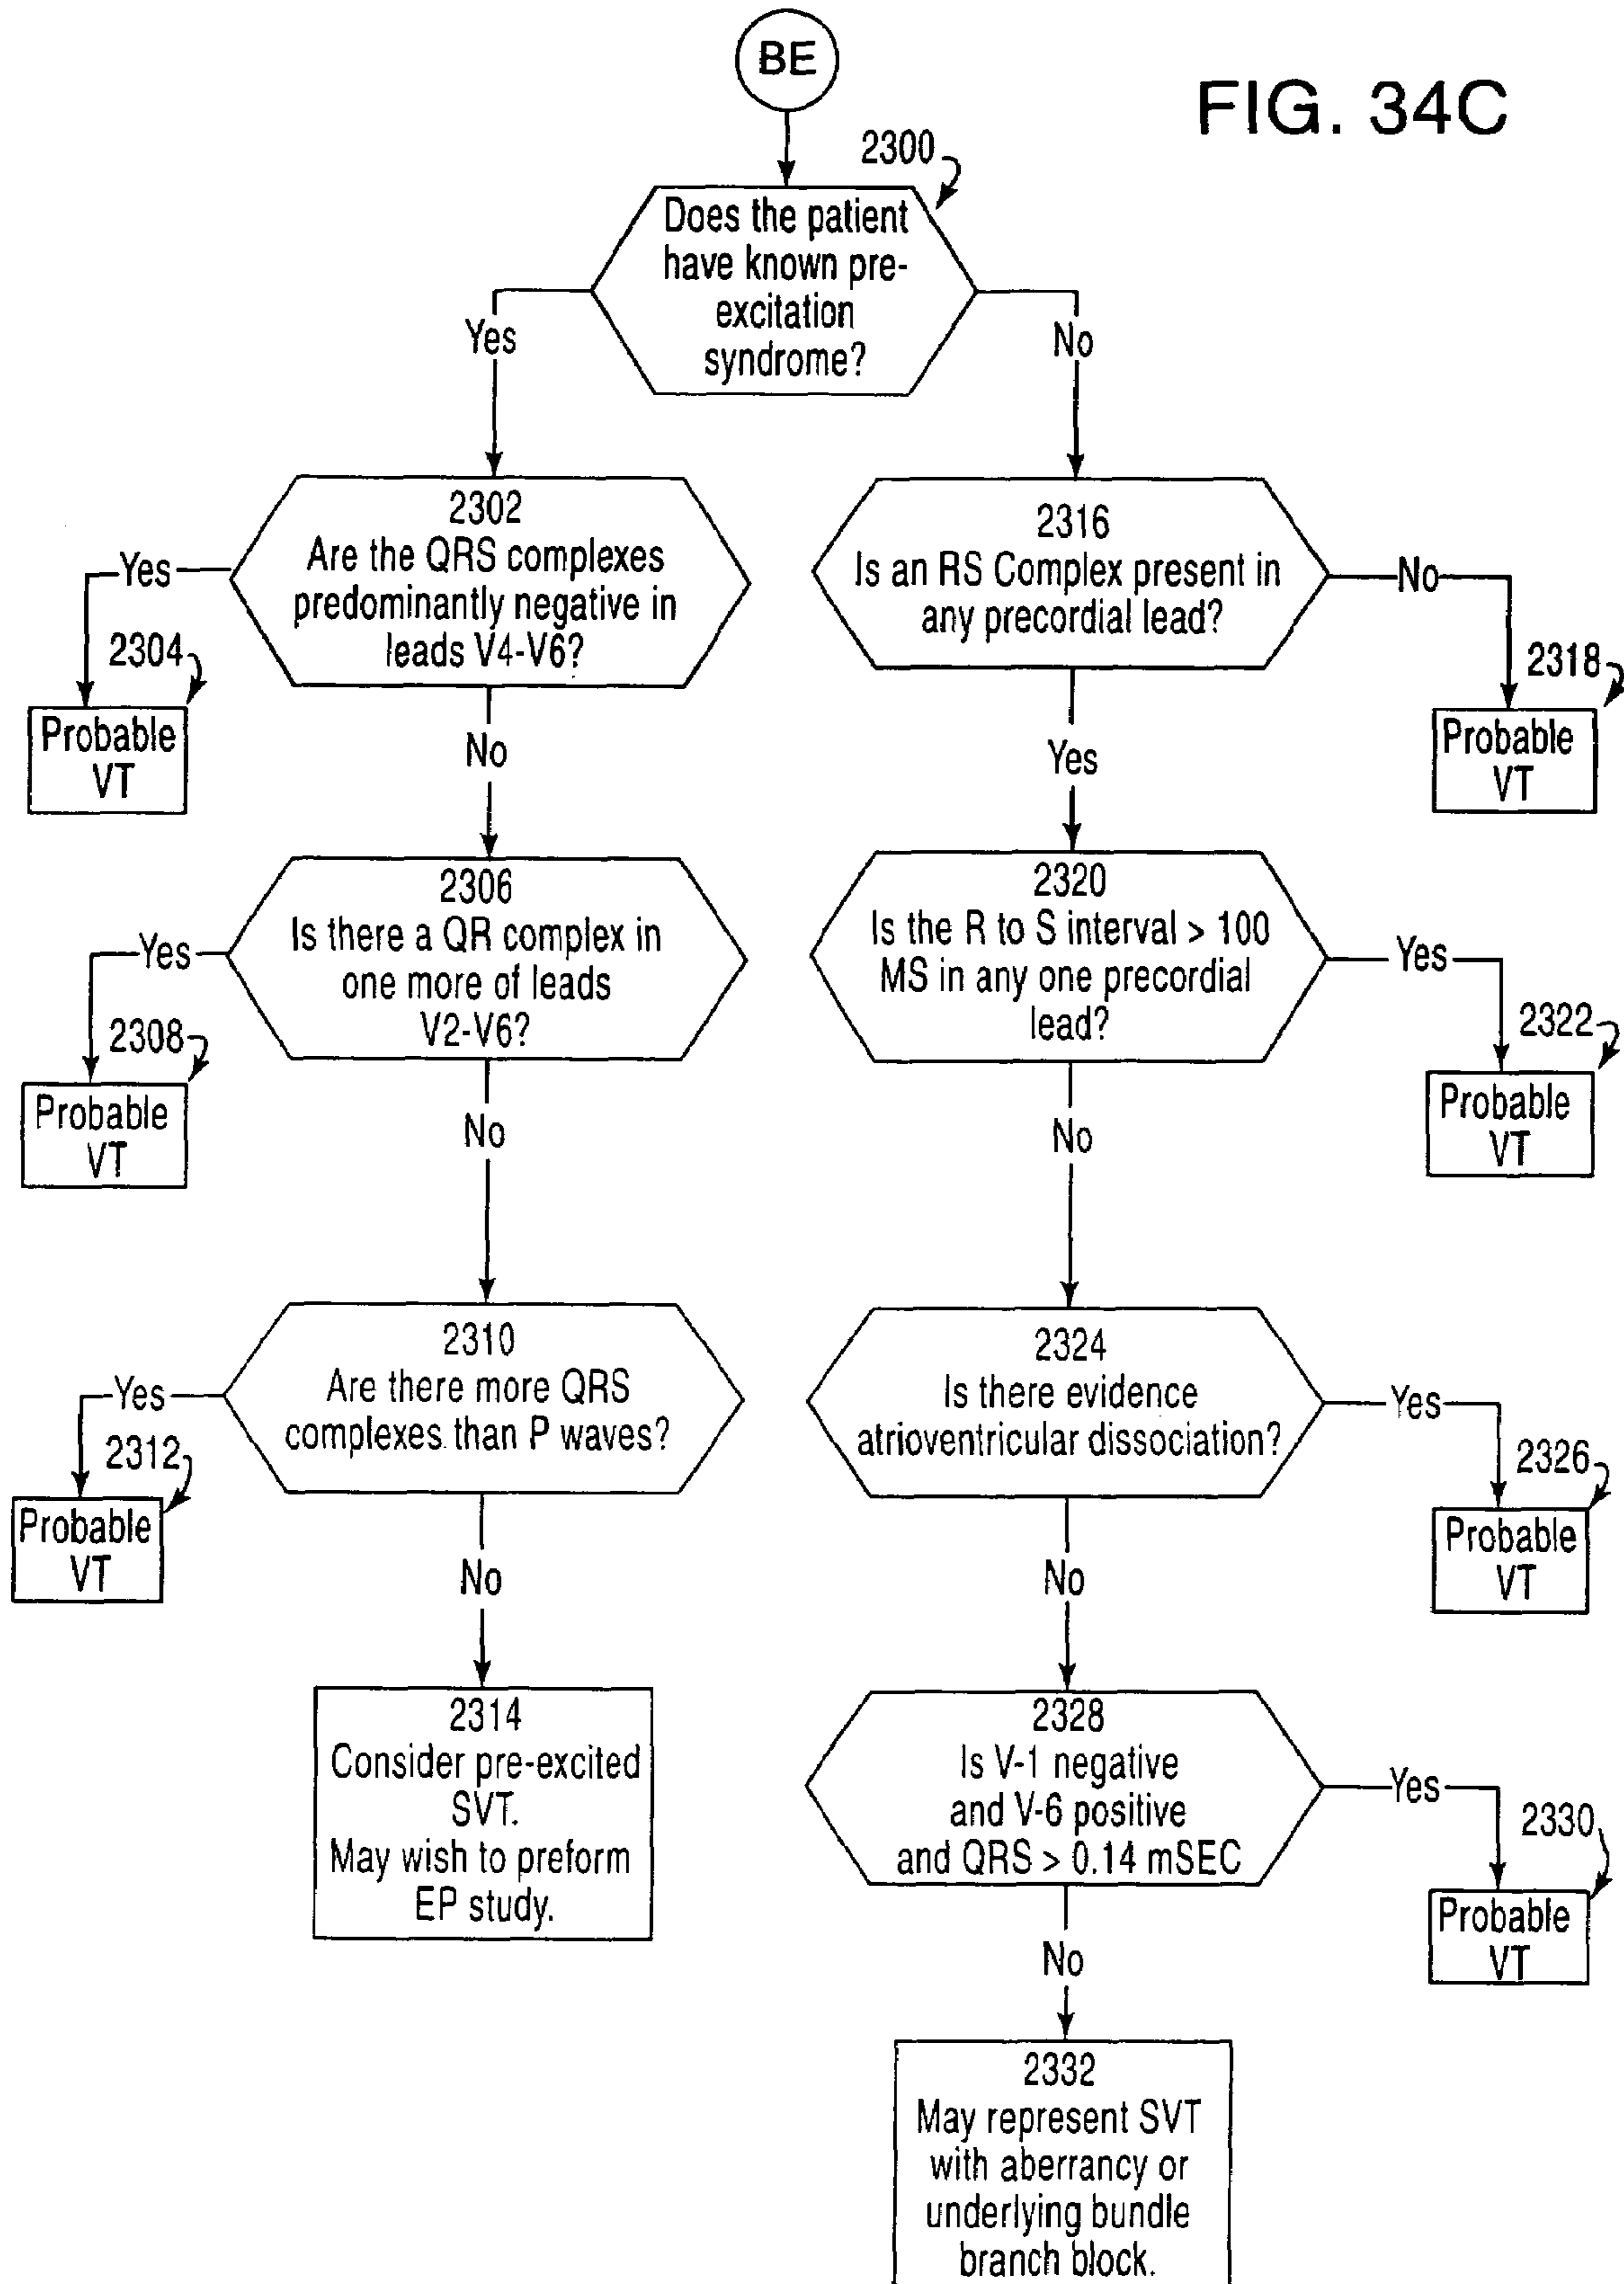 BE
FIG. 34C
2300
Does the patient
have known pre-
excitation
syndrome?
Yes
No
2302
Are the QRS complexes
predominantly negative in
leads V4-V6?
Yes
2304
Probable
VT
No
2316
Is an RS Complex present in
any precordial lead?
No
2318
Probable
VT
Yes
2306
Is there a QR complex in
one more of leads
V2-V6?
Yes
2308
Probable
VT
No
2320
Is the R to S interval > 100
MS in any one precordial
lead?
Yes
2322
Probable
VT
No
2310
Are there more QRS
complexes than P waves?
Yes
2312
Probable
VT
No
2324
Is there evidence
atrioventricular dissociation?
Yes
2326
Probable
VT
No
2314
Consider pre-excited
SVT.
May wish to preform
EP study.
2328
Is V-1 negative
and V-6 positive
and QRS > 0.14 mSEC
Yes
2330
Probable
VT
No
2332
May represent SVT
with aberrancy or
underlying bundle
branch block.